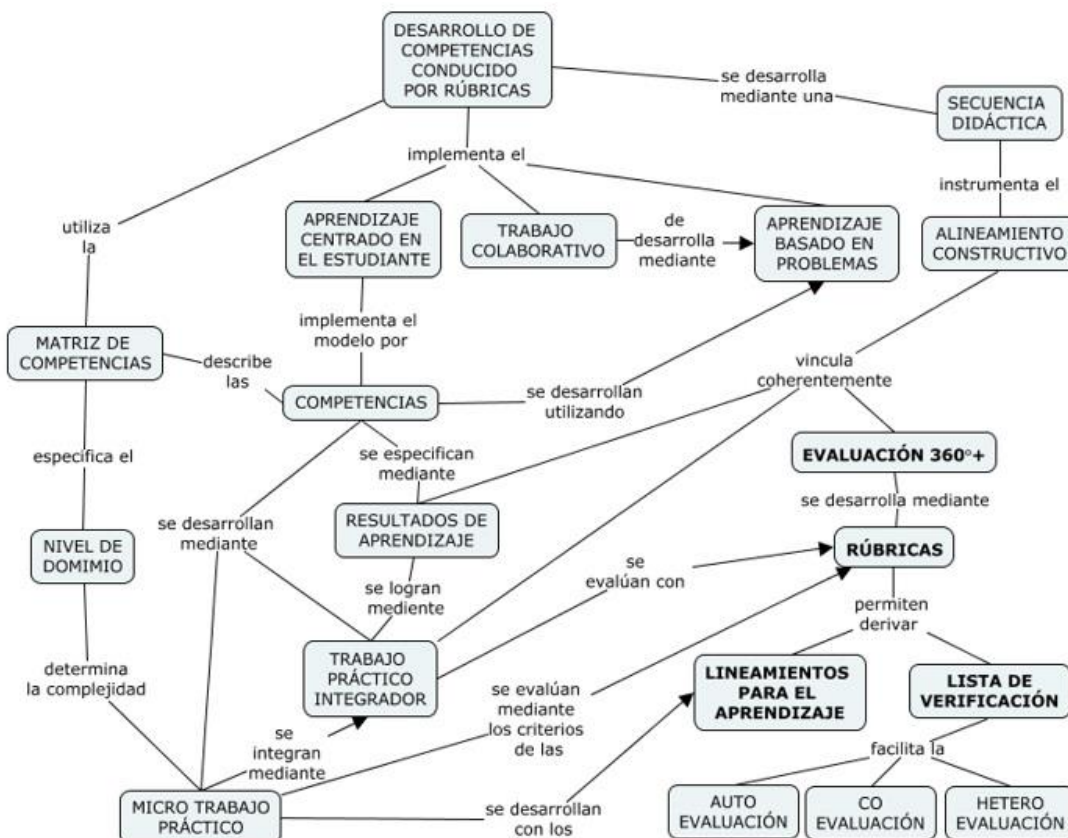 DESARROLLO DE
COMPETENCIAS
CONDUCIDO
POR RÚBRICAS
se desarrolla
mediante una
SECUENCIA
DIDÁCTICA
implementa el
instrumenta el
utiliza
la
APRENDIZAJE
CENTRADO EN
EL ESTUDIANTE
TRABAJO
COLABORATIVO
de
desarrolla
mediante
APRENDIZAJE
BASADO EN
PROBLEMAS
ALINEAMIENTO
CONSTRUCTIVO
implementa el
modelo por
MATRIZ DE
COMPETENCIAS
describe
las
COMPETENCIAS
se desarrollan
utilizando
vincula
coherentemente
especifica el
se especifican
mediante
EVALUACIÓN 360°+
se desarrolla mediante
se desarrollan
mediante
RESULTADOS DE
APRENDIZAJE
NIVEL DE
DOMIMIO
RÚBRICAS
se logran
mediente
se
evalúan con
permiten
derivar
determina
la complejidad
TRABAJO
PRÁCTICO
INTEGRADOR
se evalúan
mediante
los criterios
de las
LINEAMIENTOS
PARA EL
APRENDIZAJE
LISTA DE
VERIFICACIÓN
se
integran
mediante
facilita la
MICRO TRABAJO
PRÁCTICO
se desarrollan
con los
AUTO
EVALUACIÓN
CO
EVALUACIÓN
HETERO
EVALUACIÓN